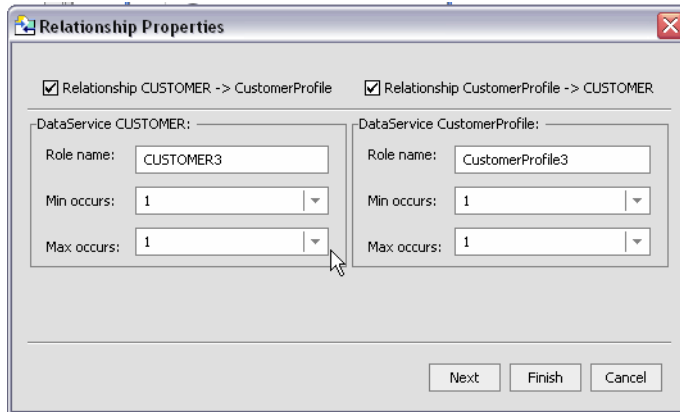 Relationship Properties
Relationship CUSTOMER -> CustomerProfile
Relationship CustomerProfile -> CUSTOMER
DataService CUSTOMER:
Role name: CUSTOMER3
Min occurs: 1
Max occurs: 1
DataService CustomerProfile:
Role name: CustomerProfile3
Min occurs: 1
Max occurs: 1
Next Finish Cancel